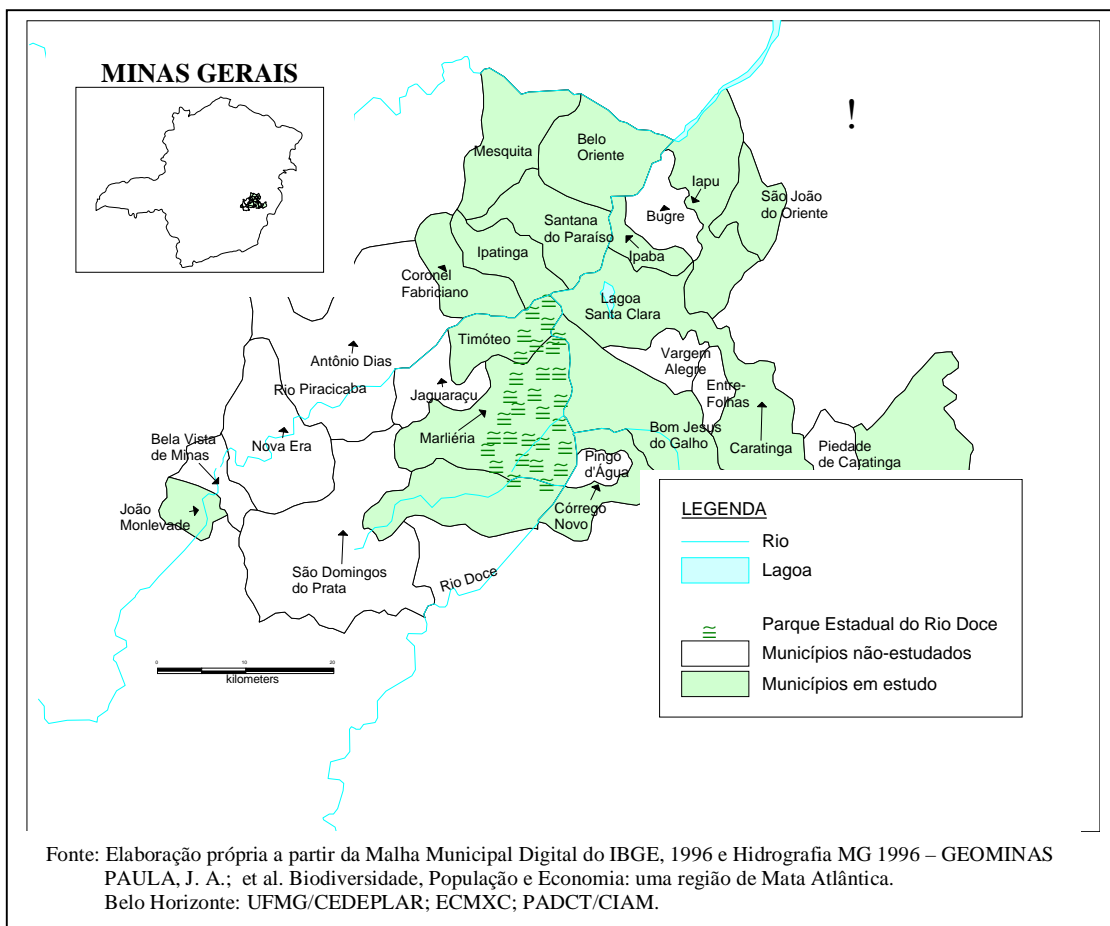 MINAS GERAIS
!
Mesquita
Belo
Oriente
Iapu
São João
do Oriente
Bugre
Santana
do Paraíso
Ipatinga
Ipaba
Coronel
Fabriciano
Lagoa
Santa Clara
Timóteo
Antônio Dias
Vargem
Alegre
Rio Piracicaba
Jaguaraçu
Entre-
Folhas
Bela Vista
de Minas
Nova Era
Marliéria
Bom Jesus
do Galho
Caratinga
Piedade
de Caratinga
Pingo
d'Água
João
Monlevade
Córrego
Novo
São Domingos
do Prata
Rio Doce
0 10 20
kilometers
LEGENDA
Rio
Lagoa
Parque Estadual do Rio Doce
Municípios não-estudados
Municípios em estudo
Fonte: Elaboração própria a partir da Malha Municipal Digital do IBGE, 1996 e Hidrografia MG 1996 – GEOMINAS
PAULA, J. A.; et al. Biodiversidade, População e Economia: uma região de Mata Atlântica.
Belo Horizonte: UFMG/CEDEPLAR; ECMXC; PADCT/CIAM.